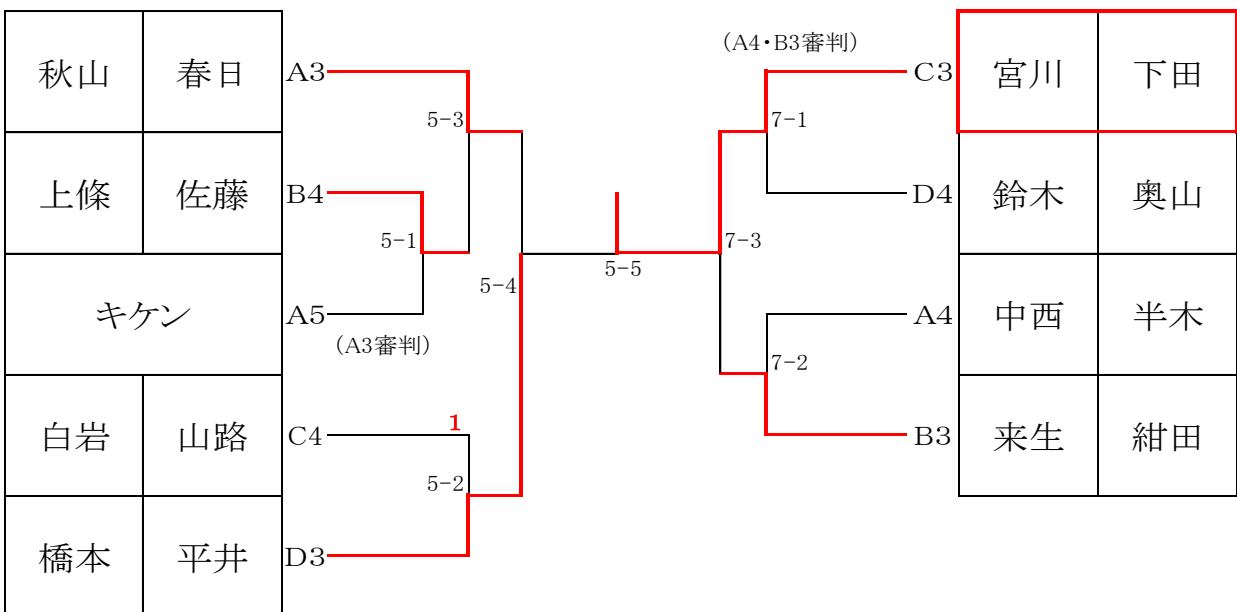 秋山 春日 A3
上條 佐藤 B4
キケン A5
白岩 山路 C4
橋本 平井 D3
5-3
5-1
(A3審判)
1
5-2
5-4
5-5
(A4・B3審判)
7-1
7-3
7-2
C3 宮川 下田
D4 鈴木 奥山
A4 中西 半木
B3 来生 紺田